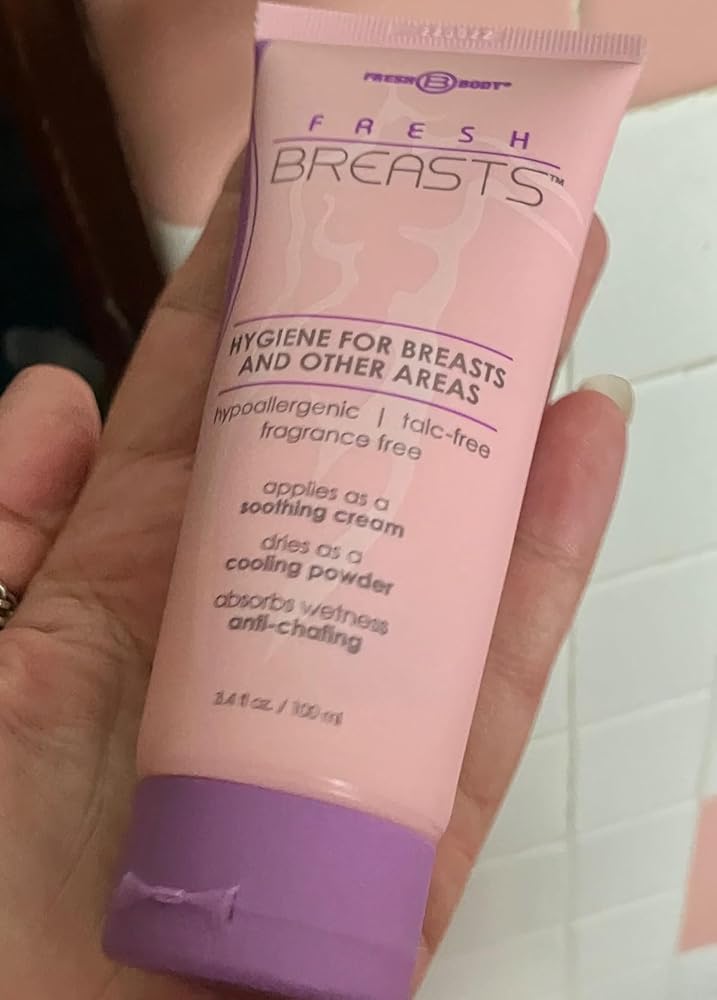 FRESH B BODY®
FRESH
BREASTS™
HYGIENE FOR BREASTS
AND OTHER AREAS
hypoallergenic | talc-free
fragrance free
applies as a
soothing cream
dries as a
cooling powder
absorbs wetness
anti-chafing
3.4 fl oz. / 100 ml